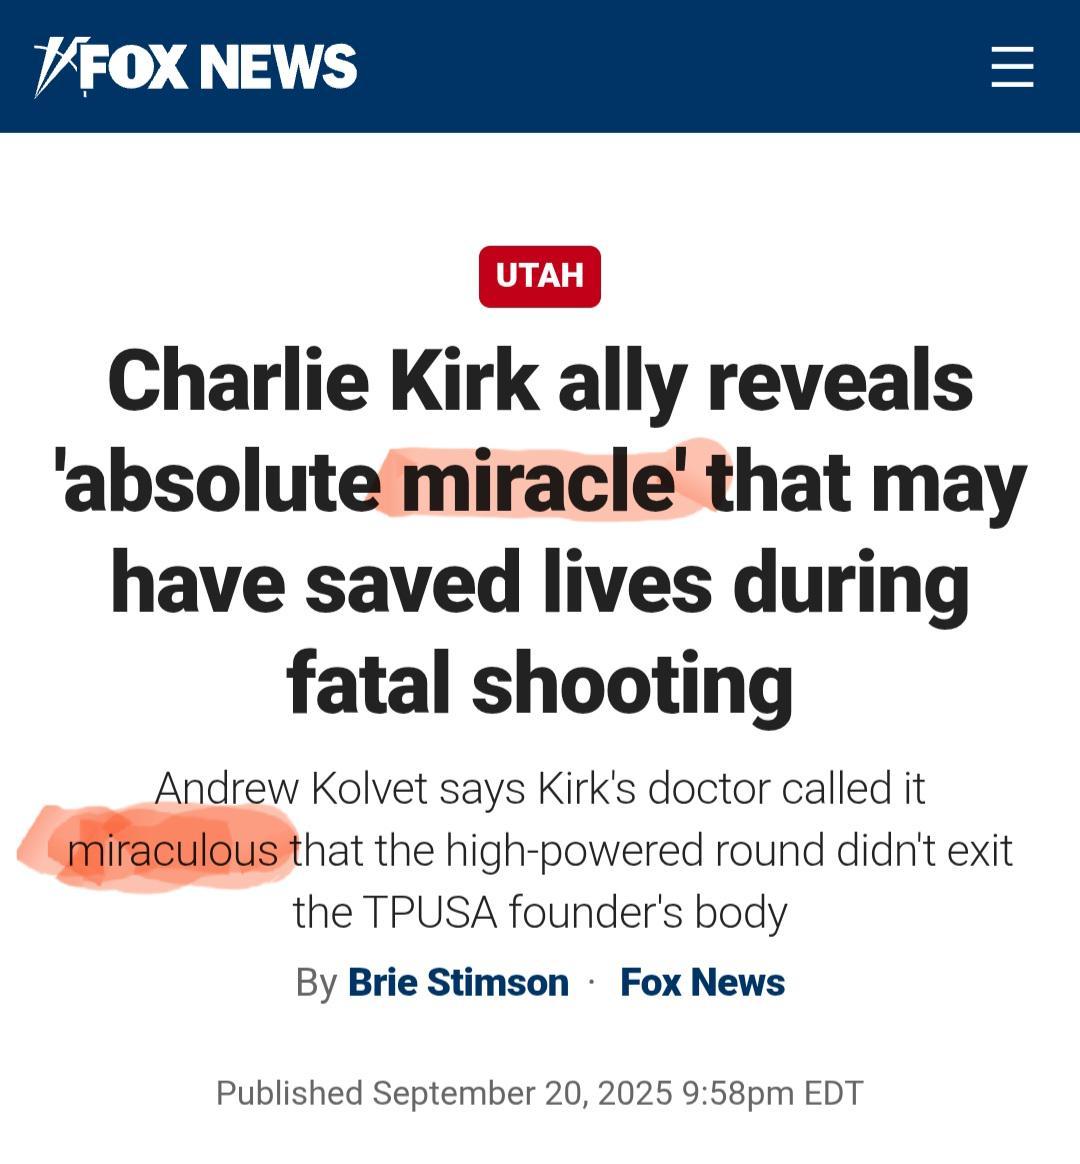 FOX NEWS
UTAH
Charlie Kirk ally reveals
'absolute miracle' that may
have saved lives during
fatal shooting
Andrew Kolvet says Kirk's doctor called it
miraculous that the high-powered round didn't exit
the TPUSA founder's body
By Brie Stimson · Fox News
Published September 20, 2025 9:58pm EDT